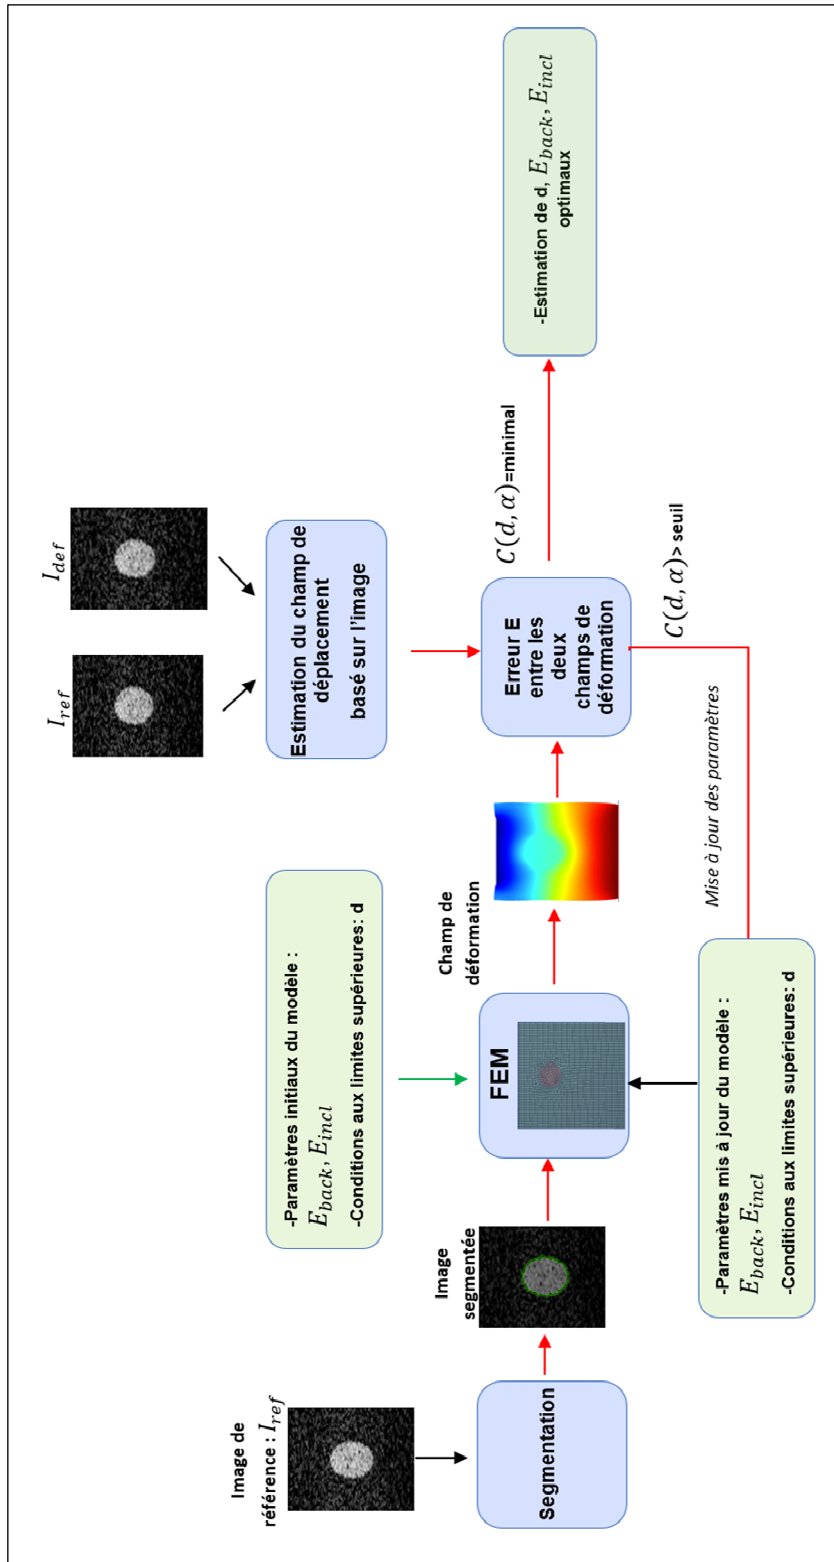 Image de
référence : I_ref
Segmentation
Image
segmentée
-Paramètres initiaux du modèle :
E_back, E_incl
-Conditions aux limites supérieures: d
FEM
-Paramètres mis à jour du modèle :
E_back, E_incl
-Conditions aux limites supérieures: d
Champ de
déformation
Mise à jour des paramètres
I_ref
I_def
Estimation du champ de
déplacement
basé sur l'image
Erreur E
entre les
deux
champs de
déformation
C(d, α)=minimal
C(d, α)> seuil
-Estimation de d, E_back, E_incl
optimaux